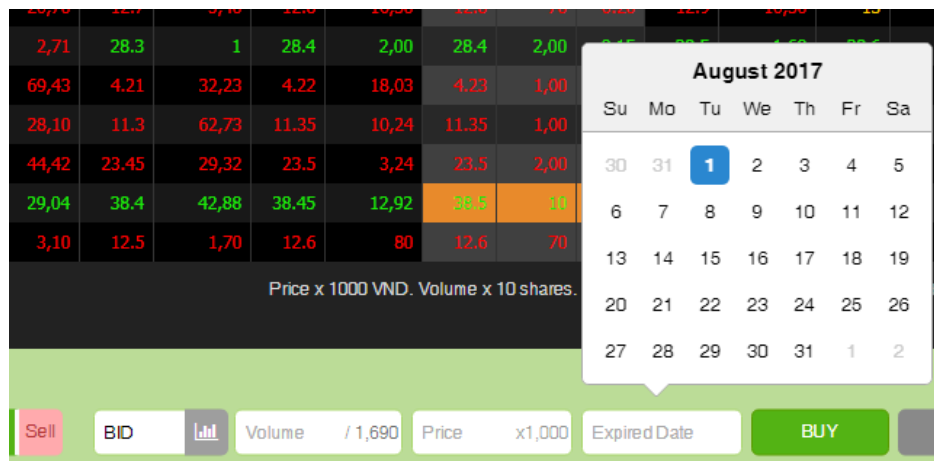 2,71 28.3 1 28.4 2,00 28.4 2,00
August 2017
69,43 4.21 32,23 4.22 18,03 4.23 1,00
Su Mo Tu We Th Fr Sa
28,10 11.3 62,73 11.35 10,24 11.35 1,00
44,42 23.45 29,32 23.5 3,24 23.5 2,00
30 31 1 2 3 4 5
29,04 38.4 42,88 38.45 12,92 38.5 10
6 7 8 9 10 11 12
3,10 12.5 1,70 12.6 80 12.6 70
13 14 15 16 17 18 19
Price x 1000 VND. Volume x 10 shares.
20 21 22 23 24 25 26
27 28 29 30 31 1 2
Sell BID Volume / 1,690 Price x1,000 Expired Date BUY